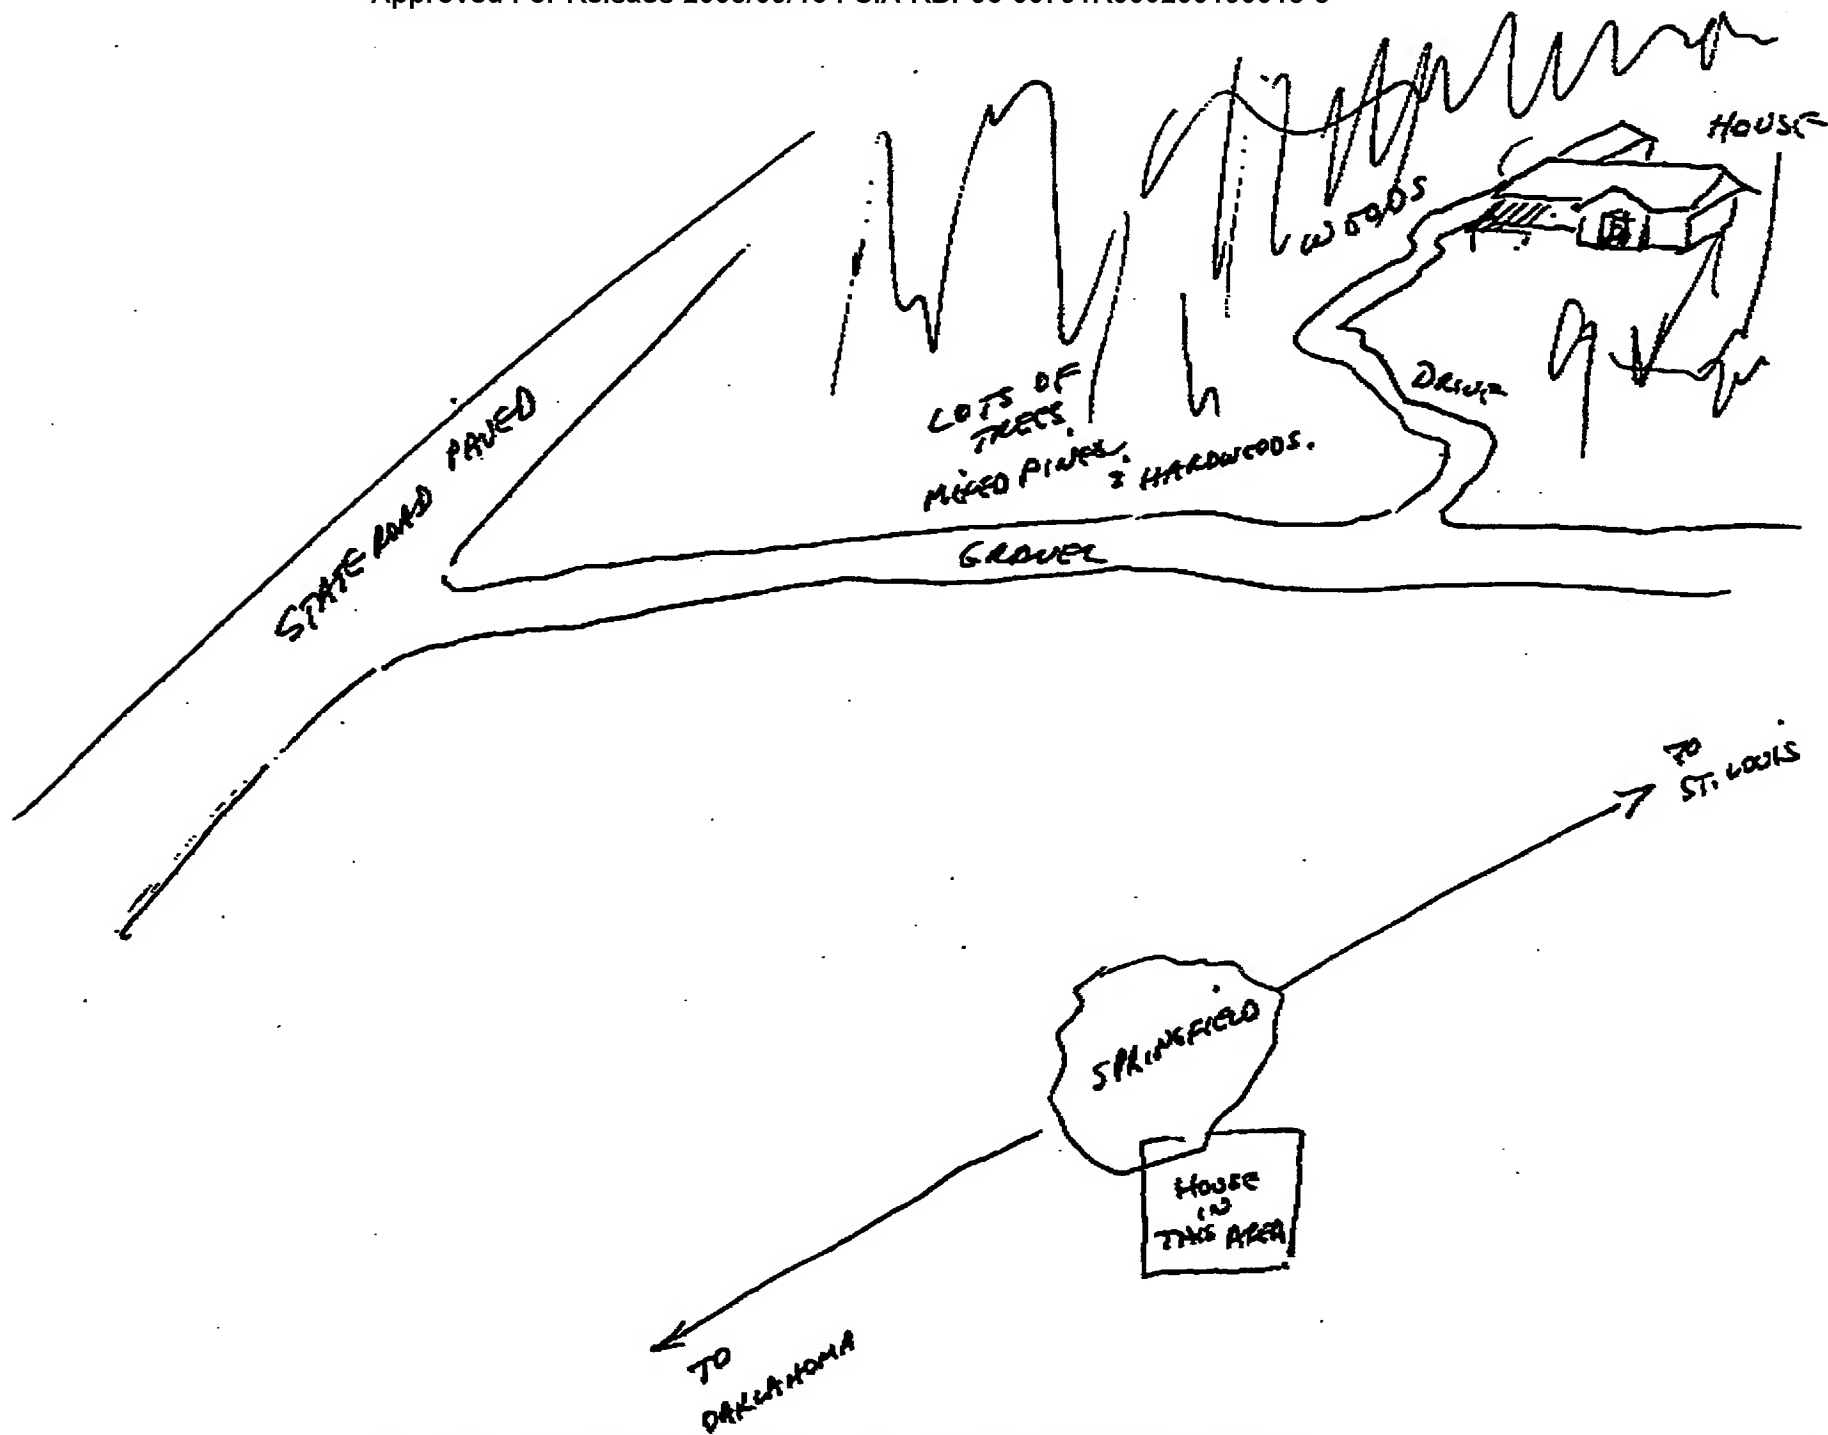 HOUSE
WOODS
DRIVE
LOTS OF
TREES.
MIXED PINES.
& HARDWOODS.
STATE ROAD PAVED
GRAVEL
TO
ST. LOUIS
SPRINGFIELD
HOUSE
IN
THIS AREA
TO
OAKLAHOMA